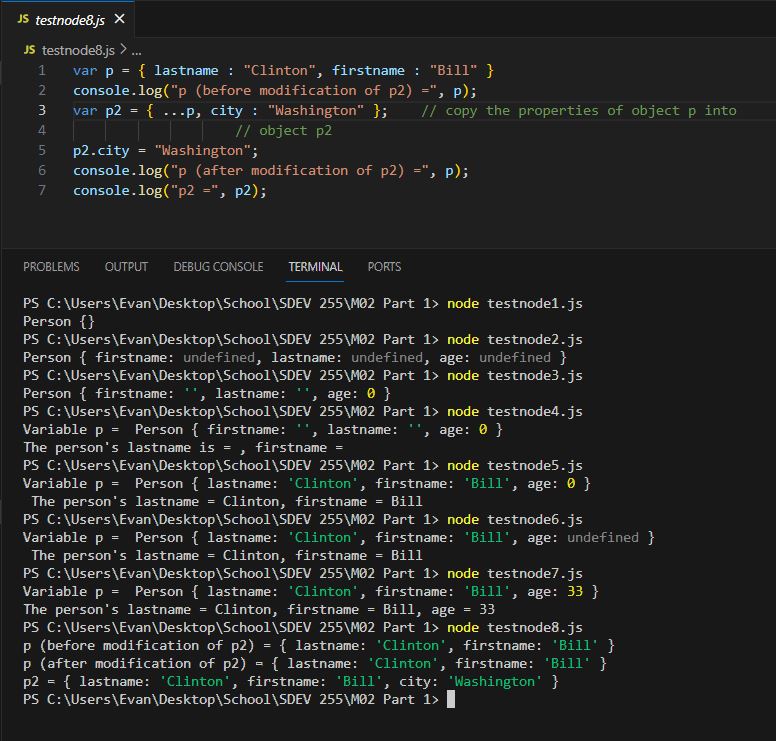 JS testnode8.js ×
JS testnode8.js > ...
1 var p = { lastname : "Clinton", firstname : "Bill" }
2 console.log("p (before modification of p2) =", p);
3 var p2 = { ...p, city : "Washington" };    // copy the properties of object p into
4                     // object p2
5 p2.city = "Washington";
6 console.log("p (after modification of p2) =", p);
7 console.log("p2 =", p2);
PROBLEMS OUTPUT DEBUG CONSOLE TERMINAL PORTS
PS C:\Users\Evan\Desktop\School\SDEV 255\M02 Part 1> node testnode1.js
Person {}
PS C:\Users\Evan\Desktop\School\SDEV 255\M02 Part 1> node testnode2.js
Person { firstname: undefined, lastname: undefined, age: undefined }
PS C:\Users\Evan\Desktop\School\SDEV 255\M02 Part 1> node testnode3.js
Person { firstname: '', lastname: '', age: 0 }
PS C:\Users\Evan\Desktop\School\SDEV 255\M02 Part 1> node testnode4.js
Variable p =  Person { firstname: '', lastname: '', age: 0 }
The person's lastname is = , firstname =
PS C:\Users\Evan\Desktop\School\SDEV 255\M02 Part 1> node testnode5.js
Variable p =  Person { lastname: 'Clinton', firstname: 'Bill', age: 0 }
 The person's lastname = Clinton, firstname = Bill
PS C:\Users\Evan\Desktop\School\SDEV 255\M02 Part 1> node testnode6.js
Variable p =  Person { lastname: 'Clinton', firstname: 'Bill', age: undefined }
 The person's lastname = Clinton, firstname = Bill
PS C:\Users\Evan\Desktop\School\SDEV 255\M02 Part 1> node testnode7.js
Variable p =  Person { lastname: 'Clinton', firstname: 'Bill', age: 33 }
The person's lastname = Clinton, firstname = Bill, age = 33
PS C:\Users\Evan\Desktop\School\SDEV 255\M02 Part 1> node testnode8.js
p (before modification of p2) = { lastname: 'Clinton', firstname: 'Bill' }
p (after modification of p2) = { lastname: 'Clinton', firstname: 'Bill' }
p2 = { lastname: 'Clinton', firstname: 'Bill', city: 'Washington' }
PS C:\Users\Evan\Desktop\School\SDEV 255\M02 Part 1>